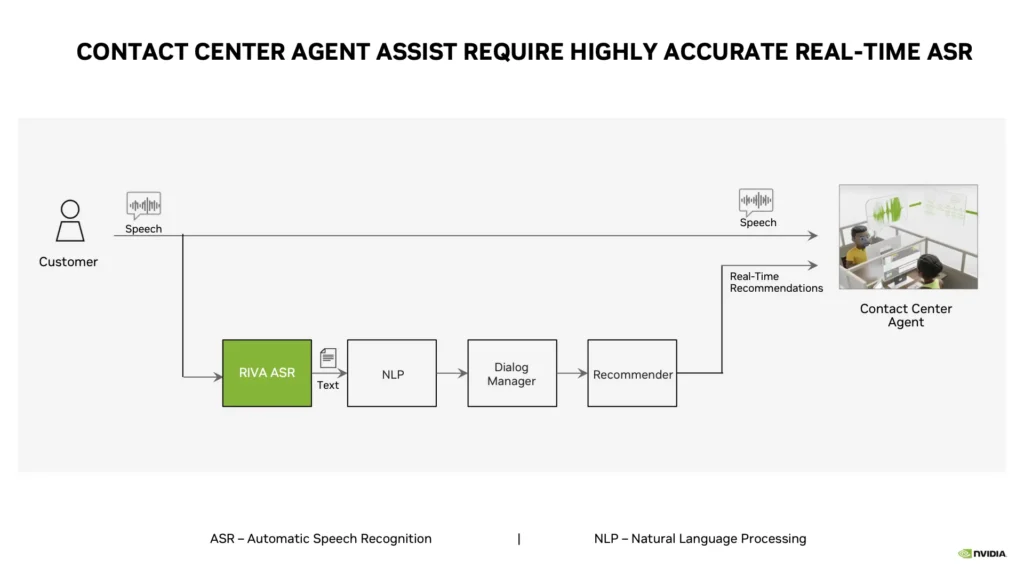 CONTACT CENTER AGENT ASSIST REQUIRE HIGHLY ACCURATE REAL-TIME ASR
Speech
Speech
Customer
Real-Time
Recommendations
Contact Center
Agent
RIVA ASR
Text
NLP
Dialog
Manager
Recommender
ASR – Automatic Speech Recognition
|
NLP – Natural Language Processing
NVIDIA